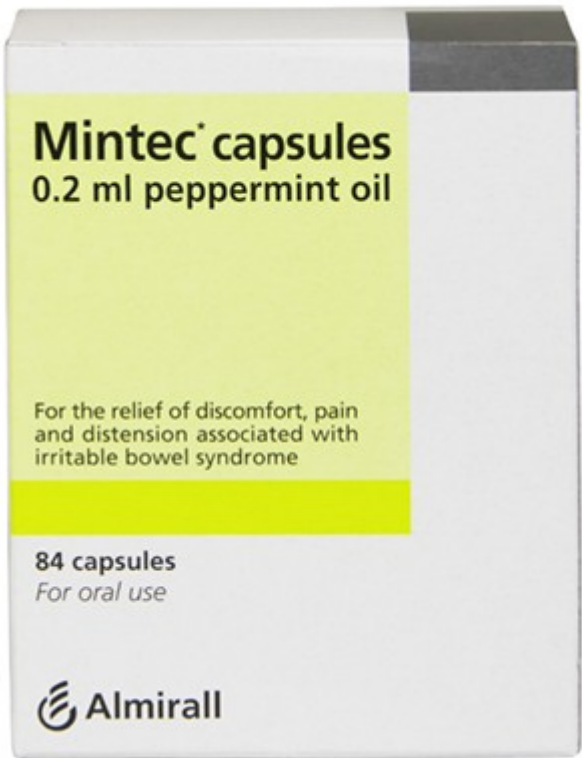 Mintec* capsules
0.2 ml peppermint oil
For the relief of discomfort, pain
and distension associated with
irritable bowel syndrome
84 capsules
For oral use
Almirall